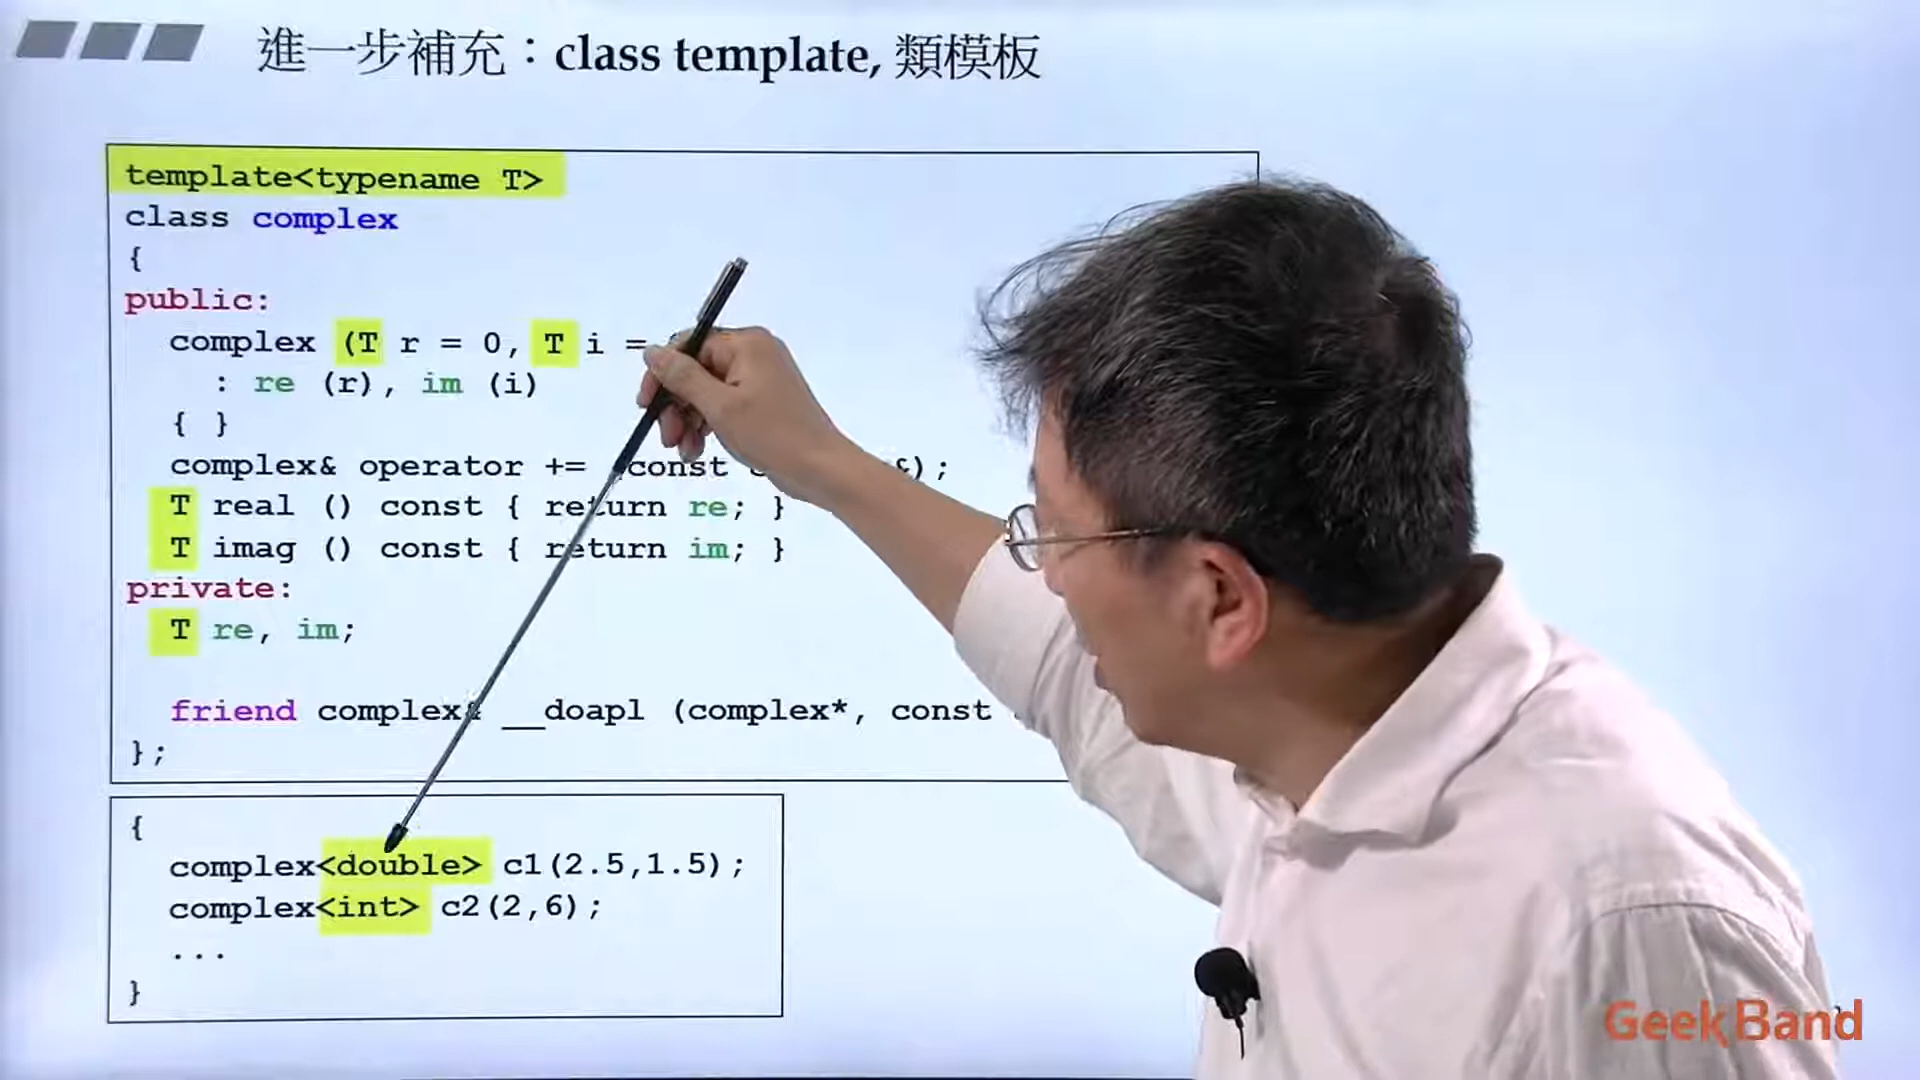 進一步補充：class template, 類模板
template<typename T>
class complex
{
public:
complex (T r = 0, T i =
: re (r), im (i)
{ }
complex& operator += (const &);
T real () const { return re; }
T imag () const { return im; }
private:
T re, im;
friend complex& __doapl (complex*, const
};
{
complex<double> c1(2.5,1.5);
complex<int> c2(2,6);
...
}
GeekBand